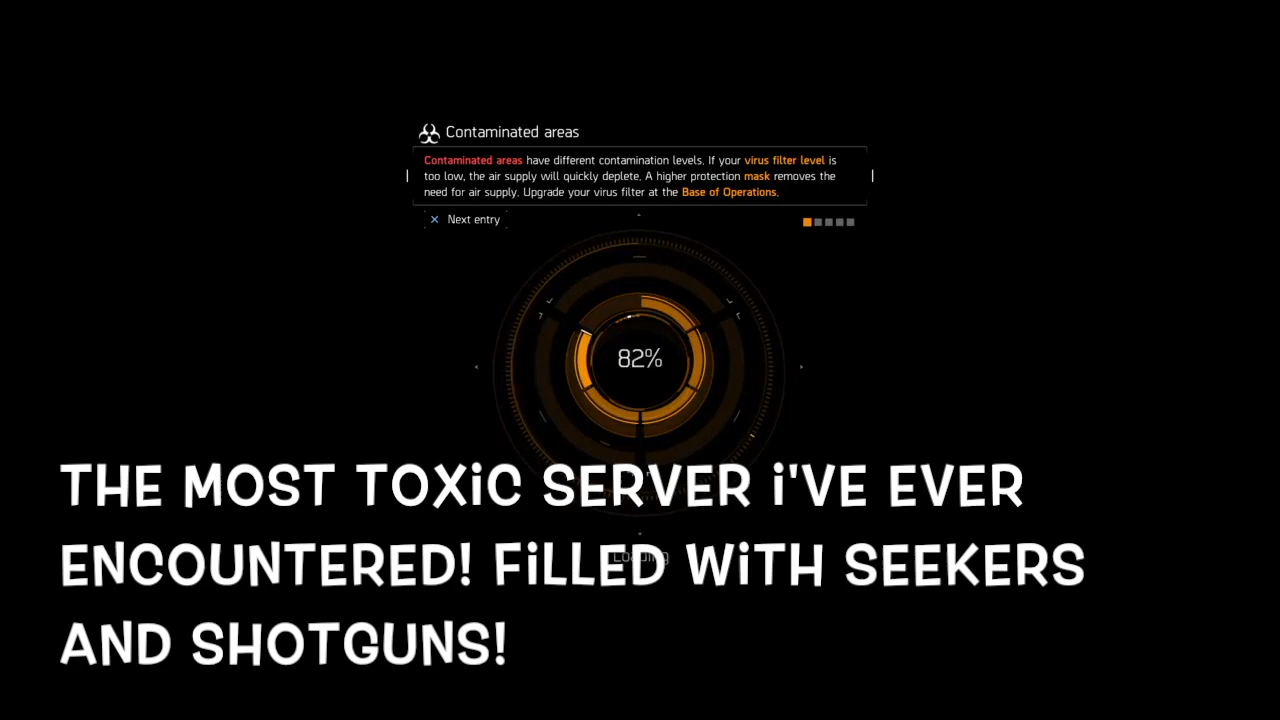 Contaminated areas
Contaminated areas have different contamination levels. If your virus filter level is
too low, the air supply will quickly deplete. A higher protection mask removes the
need for air supply. Upgrade your virus filter at the Base of Operations.
Next entry
82%
THE MOST TOXiC SERVER i'VE EVER
ENCOUNTERED! FiLLED WiTH SEEKERS
AND SHOTGUNS!
Loading